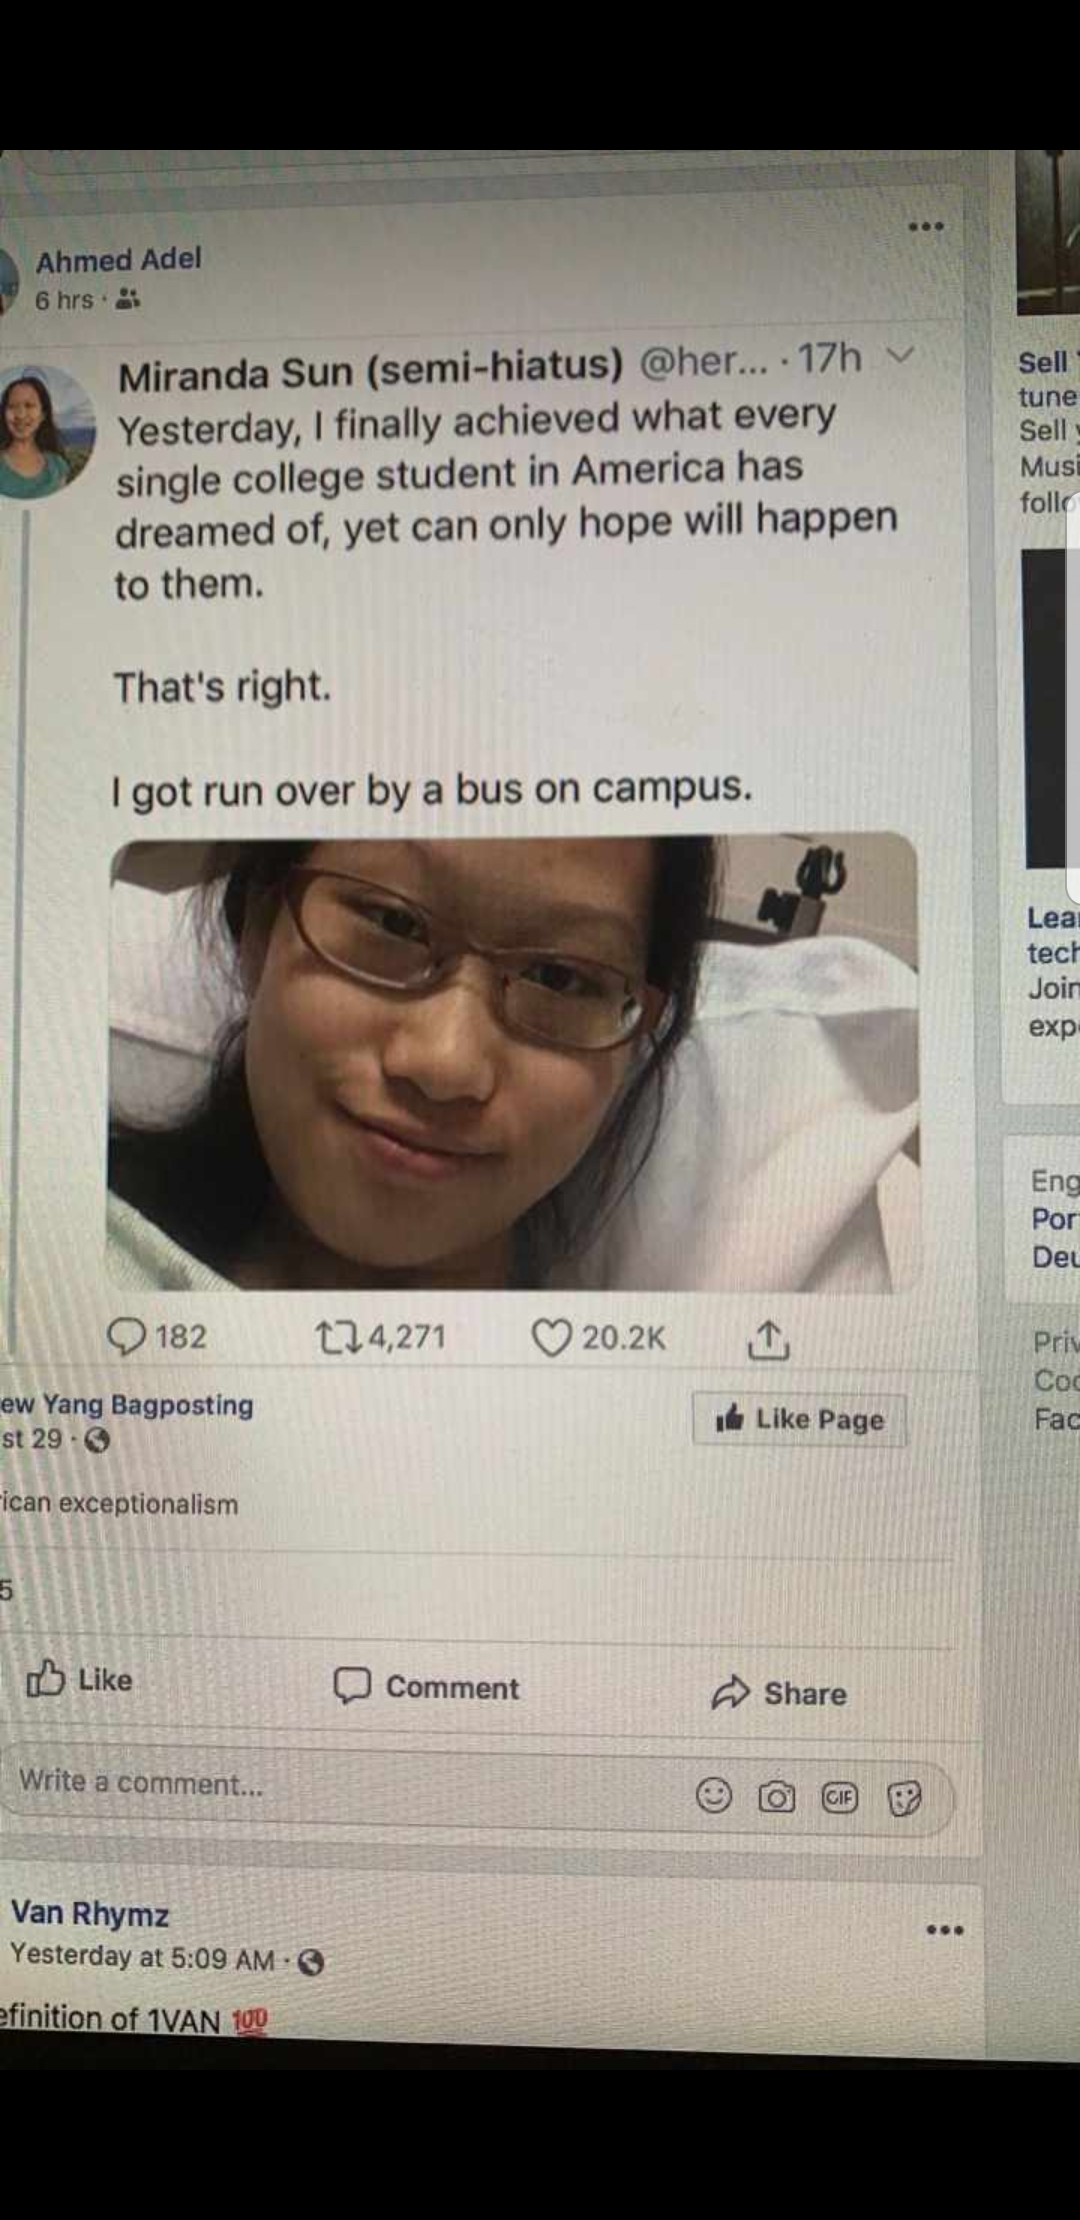 Ahmed Adel
6 hrs ·
Miranda Sun (semi-hiatus) @her... · 17h
Yesterday, I finally achieved what every
single college student in America has
dreamed of, yet can only hope will happen
to them.
That's right.
I got run over by a bus on campus.
182 4,271 20.2K
ew Yang Bagposting
st 29 ·
Like Page
ican exceptionalism
5
Like Comment Share
Write a comment...
GIF
Van Rhymz
Yesterday at 5:09 AM ·
efinition of 1VAN 💯
Sell
tune
Sell
Musi
follo
Lear
tech
Join
exp
Eng
Por
Deu
Priv
Coo
Fac